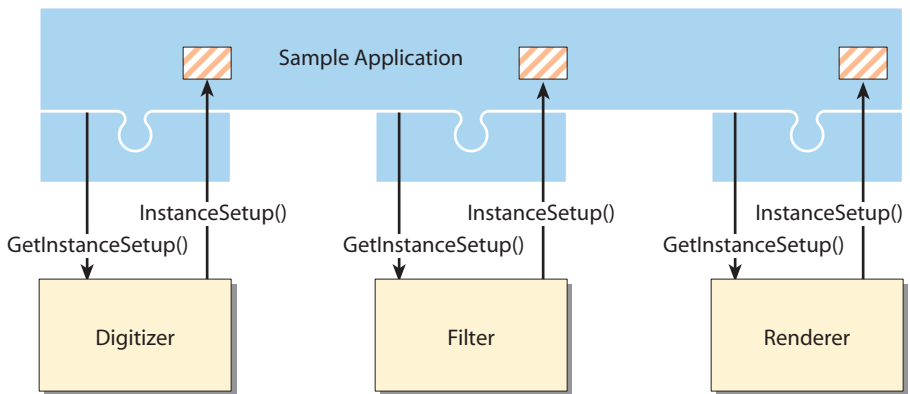 Sample Application
InstanceSetup() InstanceSetup() InstanceSetup()
GetInstanceSetup() GetInstanceSetup() GetInstanceSetup()
Digitizer Filter Renderer